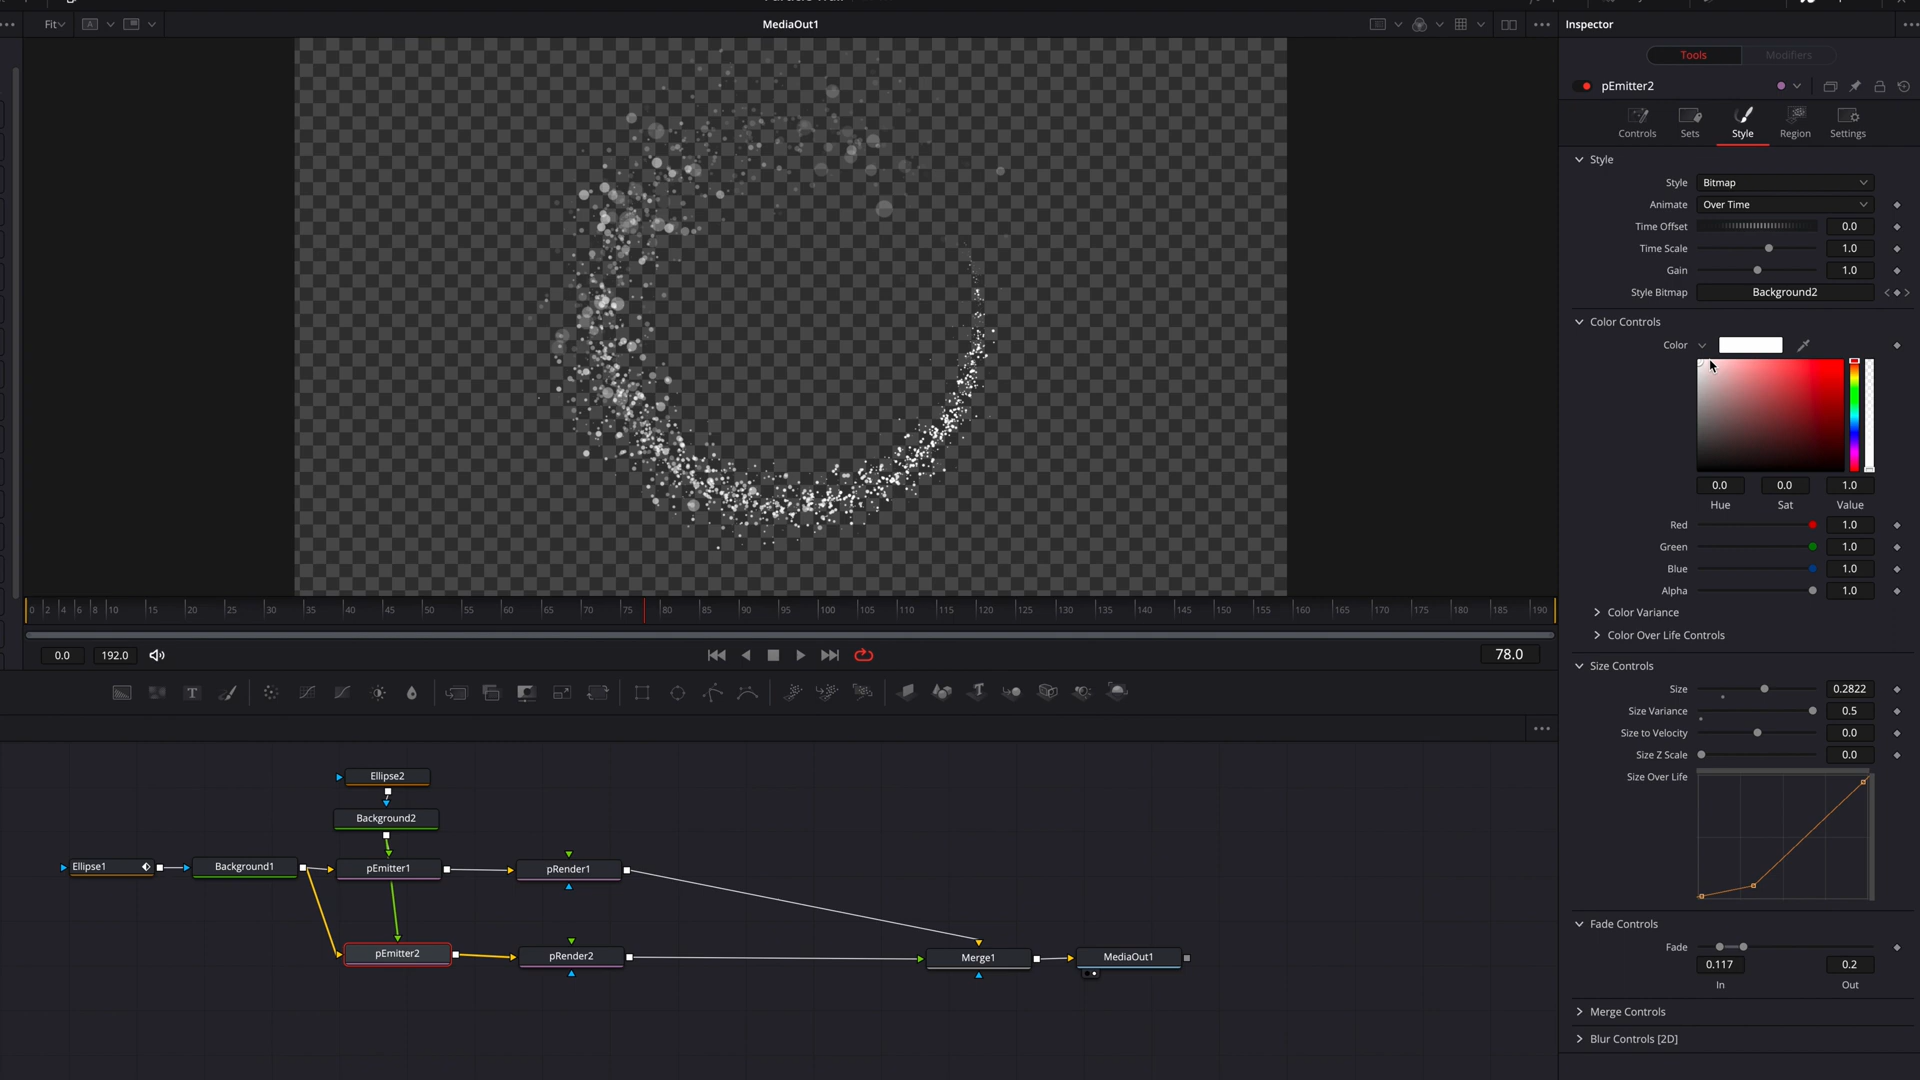 Fit
A
MediaOut1
Inspector
Tools
Modifiers
pEmitter2
Controls
Sets
Style
Region
Settings
Style
Style Bitmap
Animate Over Time
Time Offset 0.0
Time Scale 1.0
Gain 1.0
Style Bitmap Background2
Color Controls
Color
0.0 0.0 1.0
Hue Sat Value
Red 1.0
Green 1.0
Blue 1.0
Alpha 1.0
Color Variance
Color Over Life Controls
Size Controls
Size 0.2822
Size Variance 0.5
Size to Velocity 0.0
Size Z Scale 0.0
Size Over Life
Fade Controls
Fade
0.117 0.2
In Out
Merge Controls
Blur Controls [2D]
0 2 4 6 8 10 15 20 25 30 35 40 45 50 55 60 65 70 75 80 85 90 95 100 105 110 115 120 125 130 135 140 145 150 155 160 165 170 175 180 185 190
0.0 192.0 78.0
T
T
Ellipse2
Background2
Ellipse1
Background1
pEmitter1
pRender1
pEmitter2
pRender2
Merge1
MediaOut1